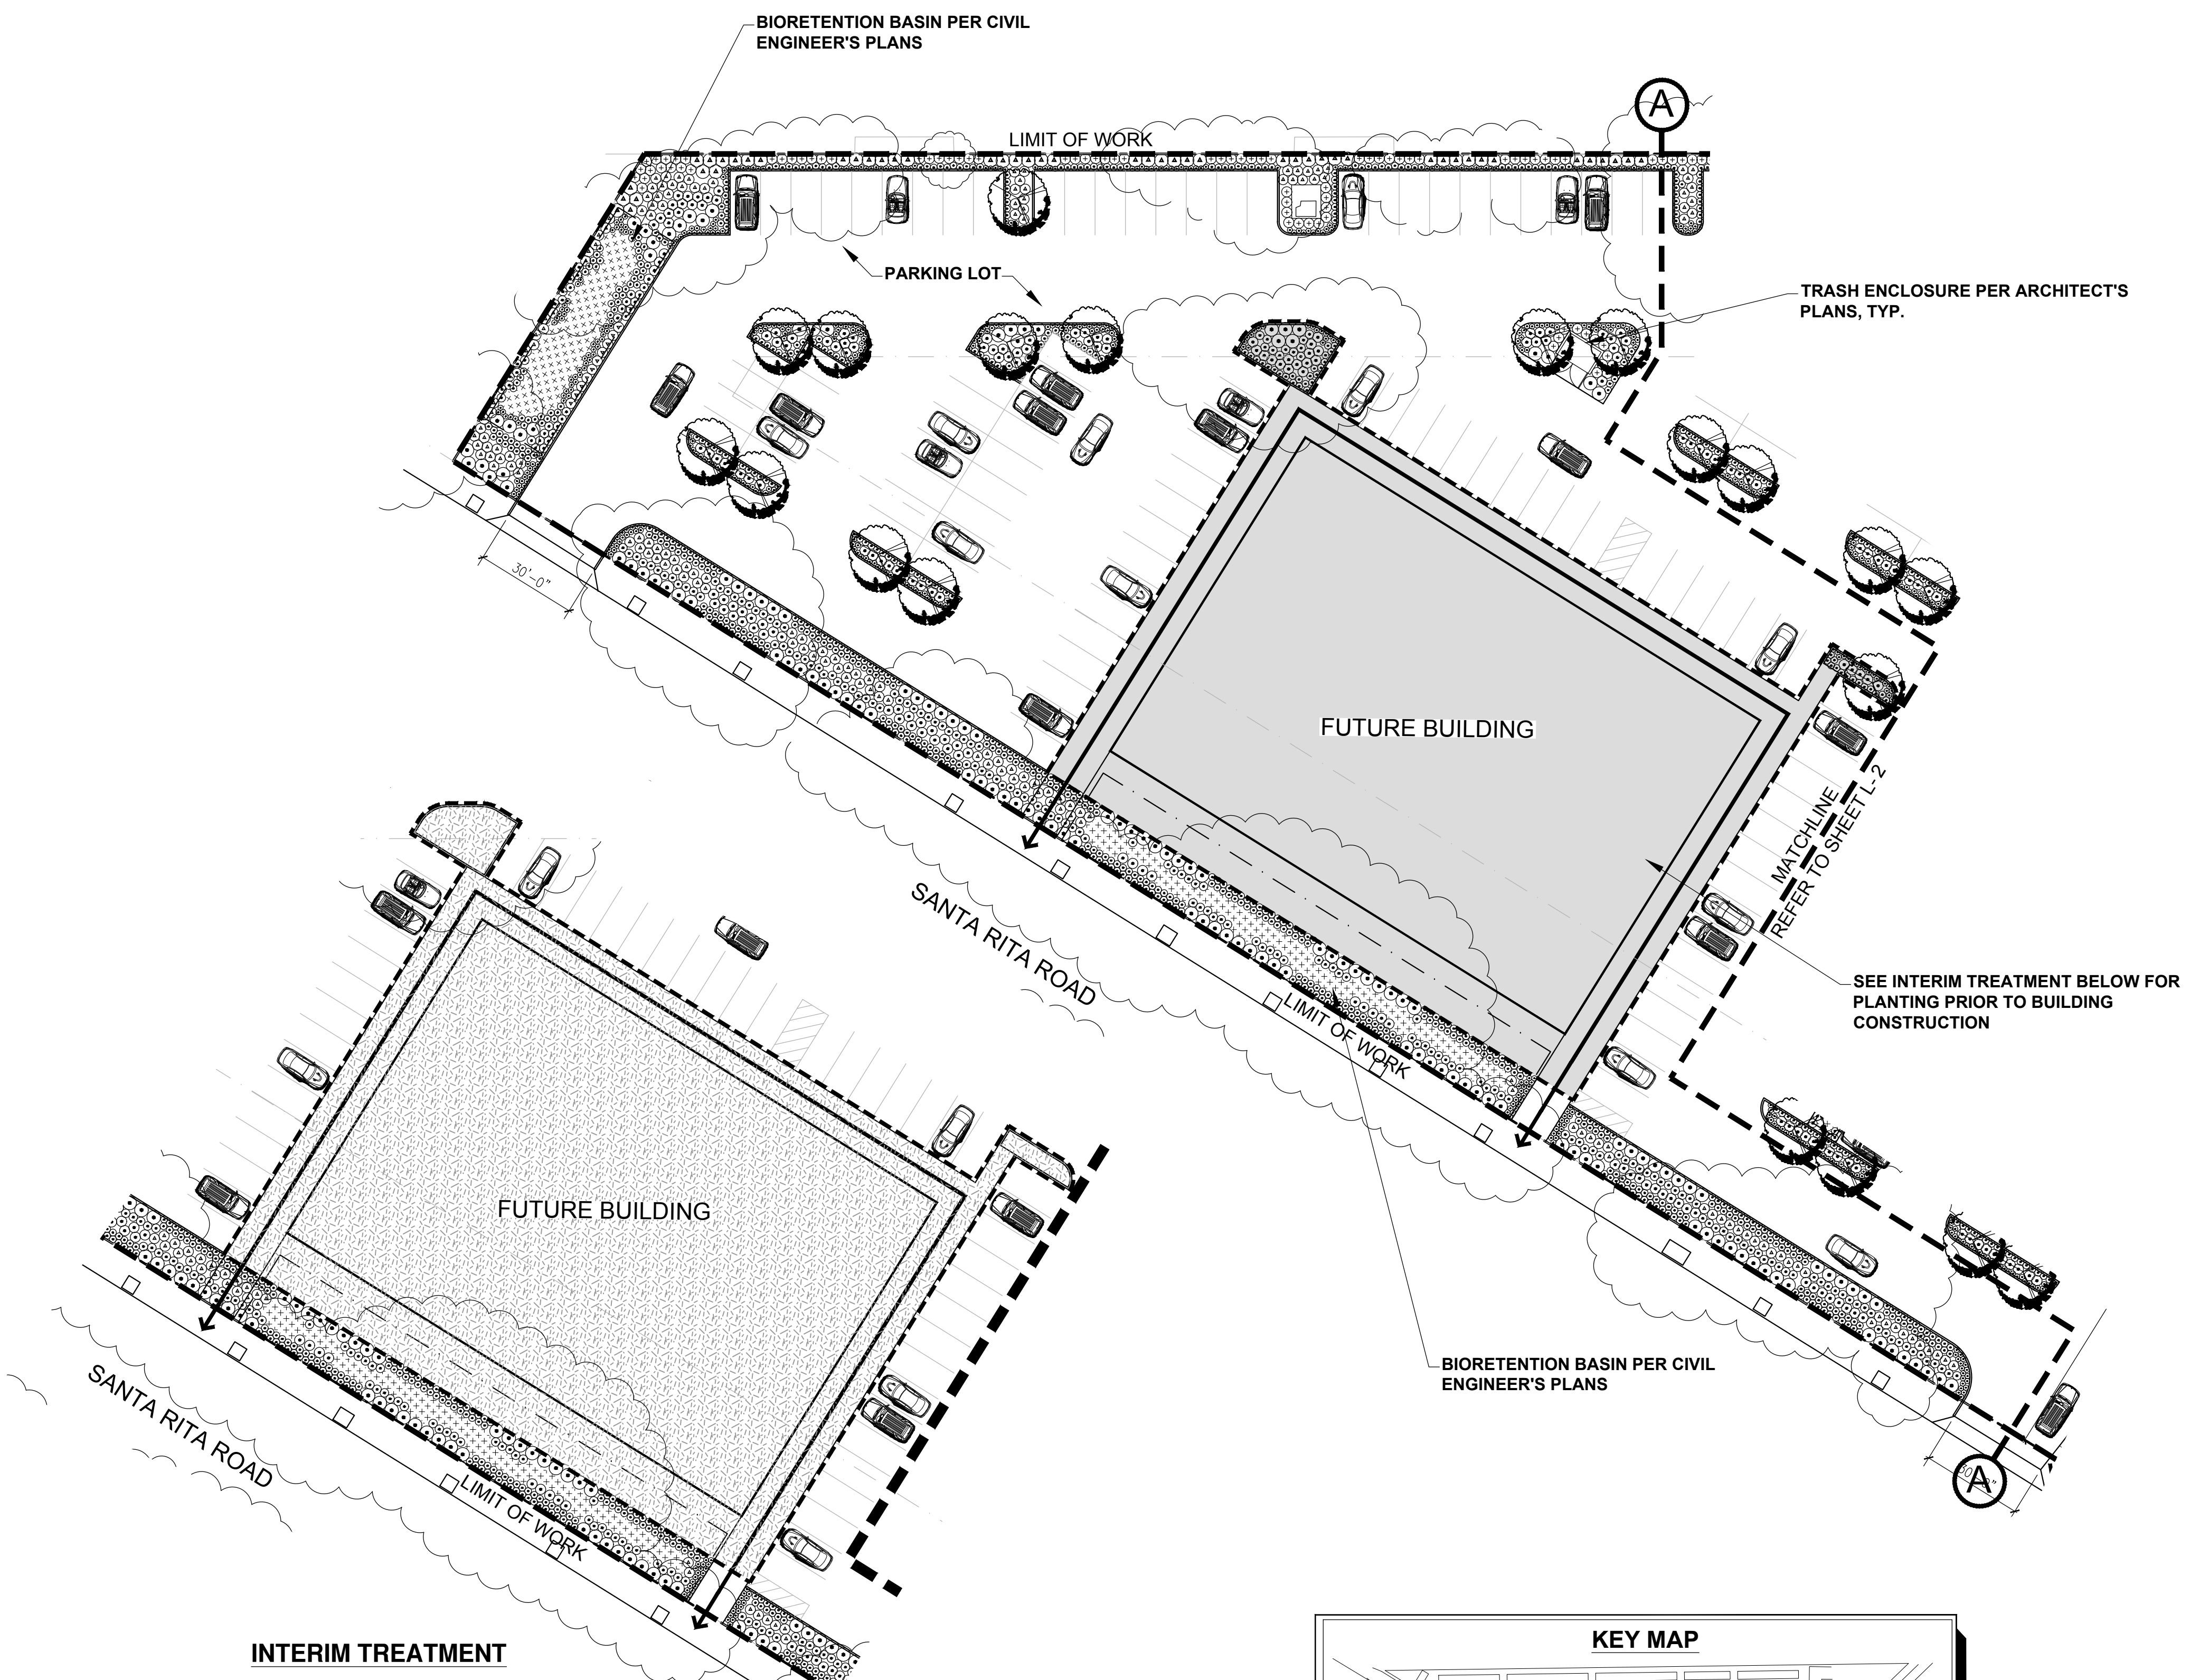 BIORETENTION BASIN PER CIVIL
ENGINEER'S PLANS
A
LIMIT OF WORK
PARKING LOT
TRASH ENCLOSURE PER ARCHITECT'S
PLANS, TYP.
30'-0"
FUTURE BUILDING
MATCHLINE
REFER TO SHEET L-2
SANTA RITA ROAD
LIMIT OF WORK
SEE INTERIM TREATMENT BELOW FOR
PLANTING PRIOR TO BUILDING
CONSTRUCTION
FUTURE BUILDING
BIORETENTION BASIN PER CIVIL
ENGINEER'S PLANS
SANTA RITA ROAD
LIMIT OF WORK
A
INTERIM TREATMENT
KEY MAP